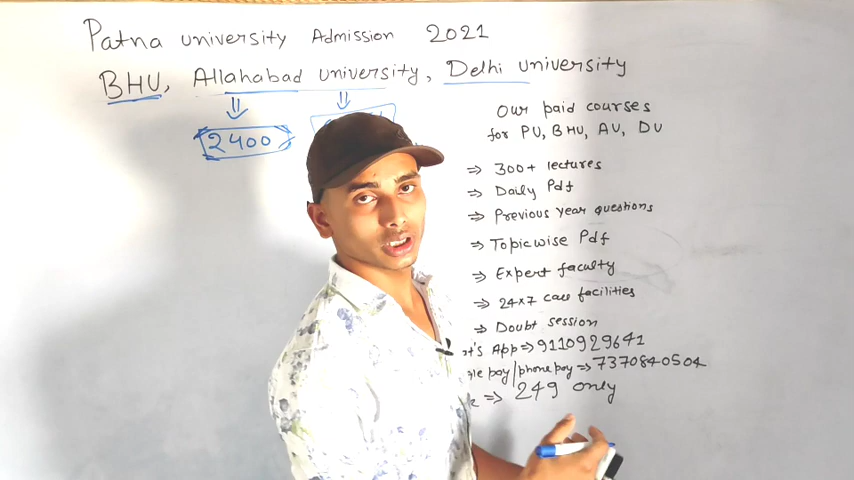 Patna university Admission 2021
BHU, Allahabad university, Delhi university
2400
Our paid courses
for PU, BHU, AU, DU
⇒ 300+ lectures
⇒ Daily Pdf
⇒ Previous year questions
⇒ Topicwise Pdf
⇒ Expert faculty
⇒ 24x7 care facilities
⇒ Doubt session
App ⇒ 9110929641
pay/phone pay ⇒ 7370840504
⇒ 249 only